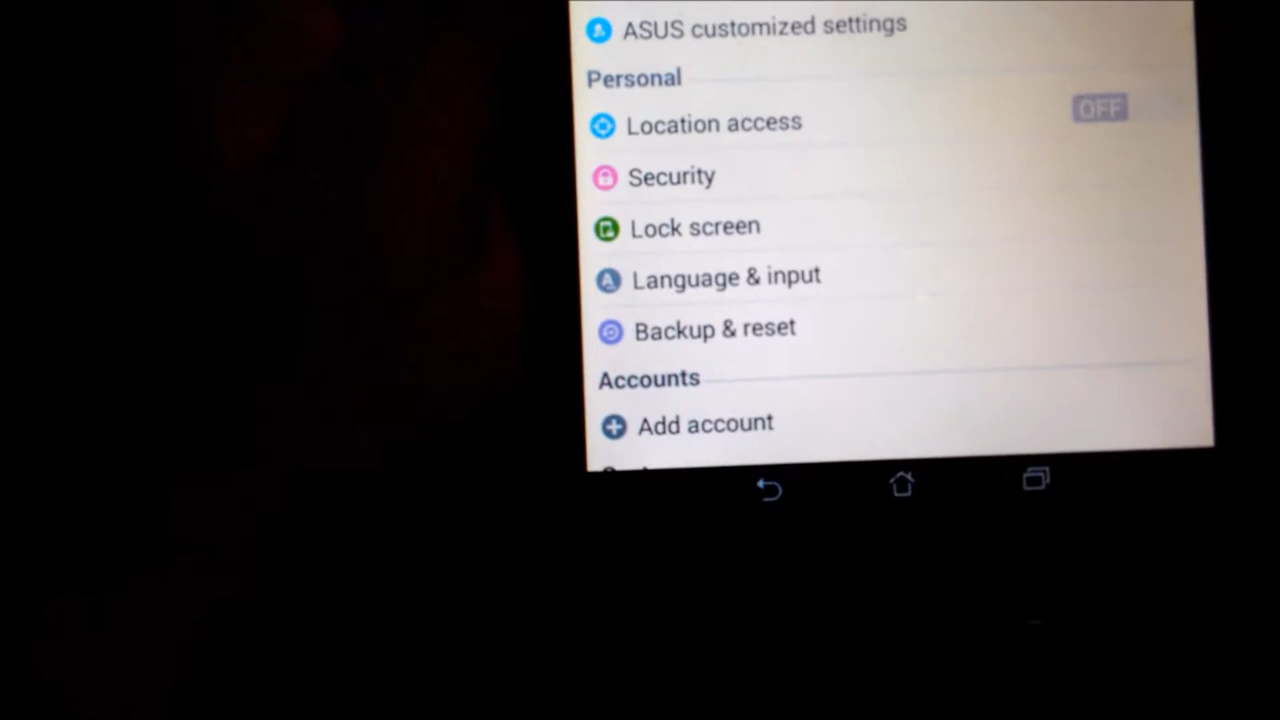 ASUS customized settings
Personal
Location access OFF
Security
Lock screen
Language & input
Backup & reset
Accounts
Add account